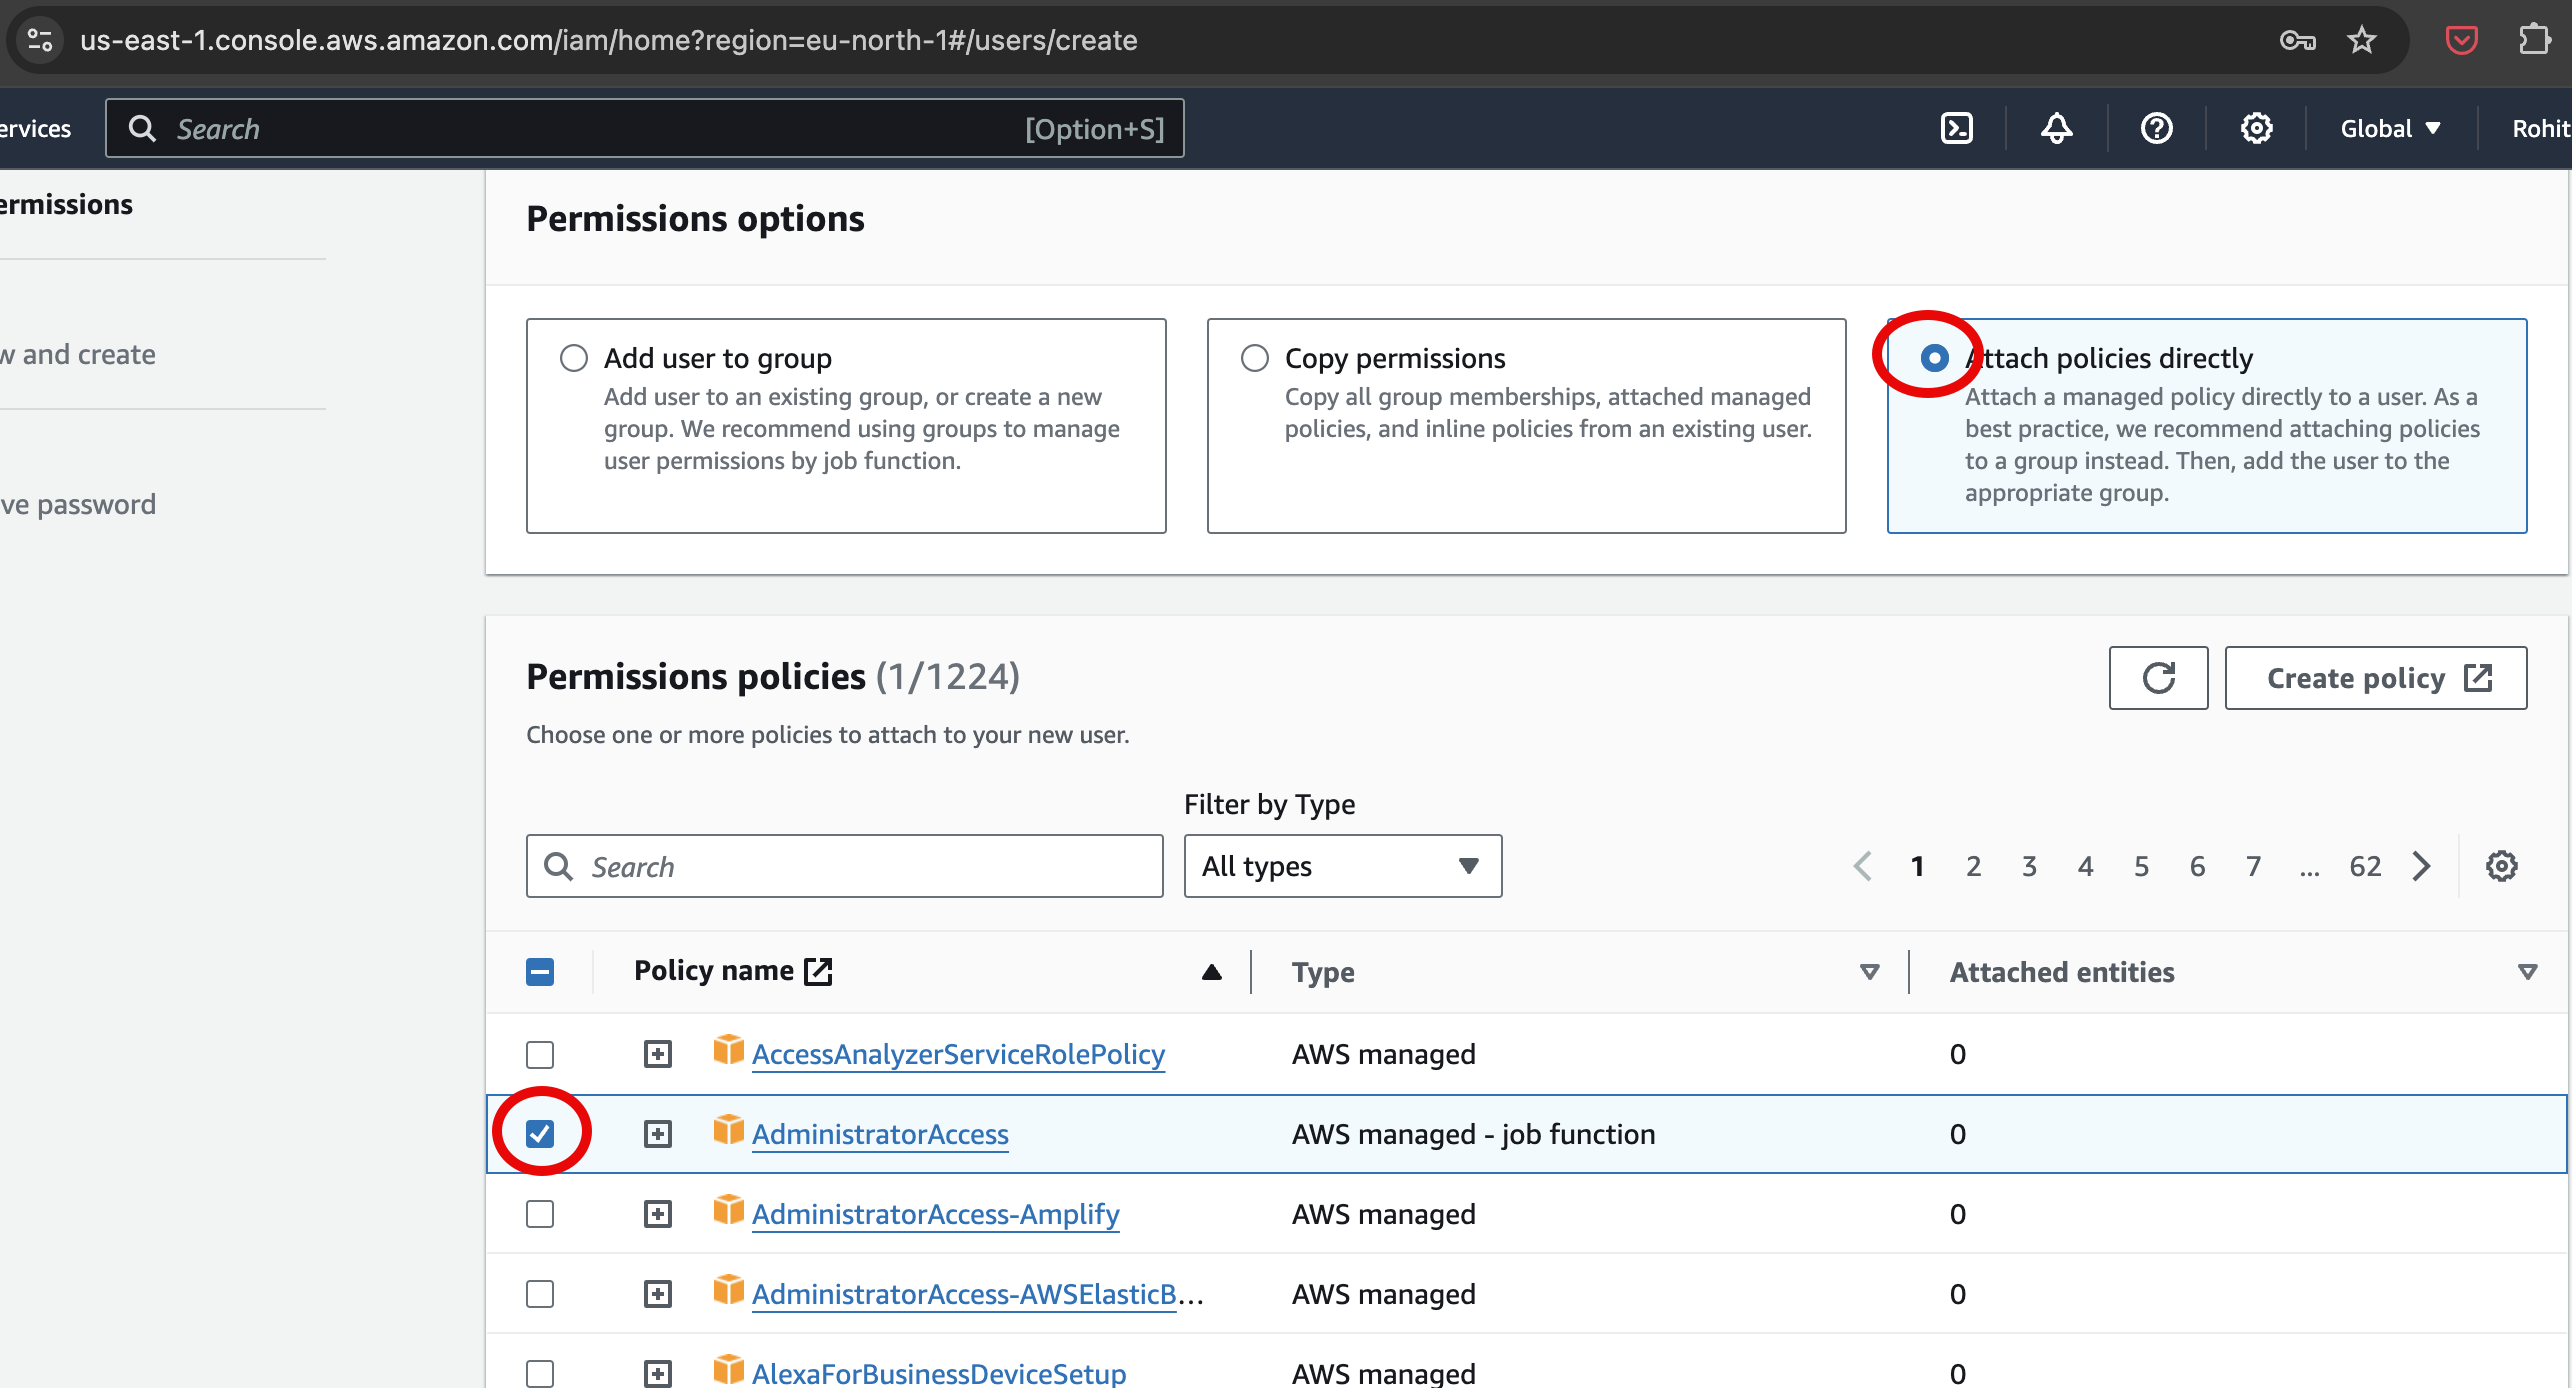 us-east-1.console.aws.amazon.com/iam/home?region=eu-north-1#/users/create
ervices
Search
[Option+S]
Global
Rohit
ermissions
w and create
ve password
Permissions options
Add user to group
Add user to an existing group, or create a new
group. We recommend using groups to manage
user permissions by job function.
Copy permissions
Copy all group memberships, attached managed
policies, and inline policies from an existing user.
Attach policies directly
Attach a managed policy directly to a user. As a
best practice, we recommend attaching policies
to a group instead. Then, add the user to the
appropriate group.
Permissions policies (1/1224)
Create policy
Choose one or more policies to attach to your new user.
Filter by Type
Search
All types
1 2 3 4 5 6 7 ... 62
Policy name Type Attached entities
AccessAnalyzerServiceRolePolicy AWS managed 0
AdministratorAccess AWS managed - job function 0
AdministratorAccess-Amplify AWS managed 0
AdministratorAccess-AWSElasticB... AWS managed 0
AlexaForBusinessDeviceSetup AWS managed 0